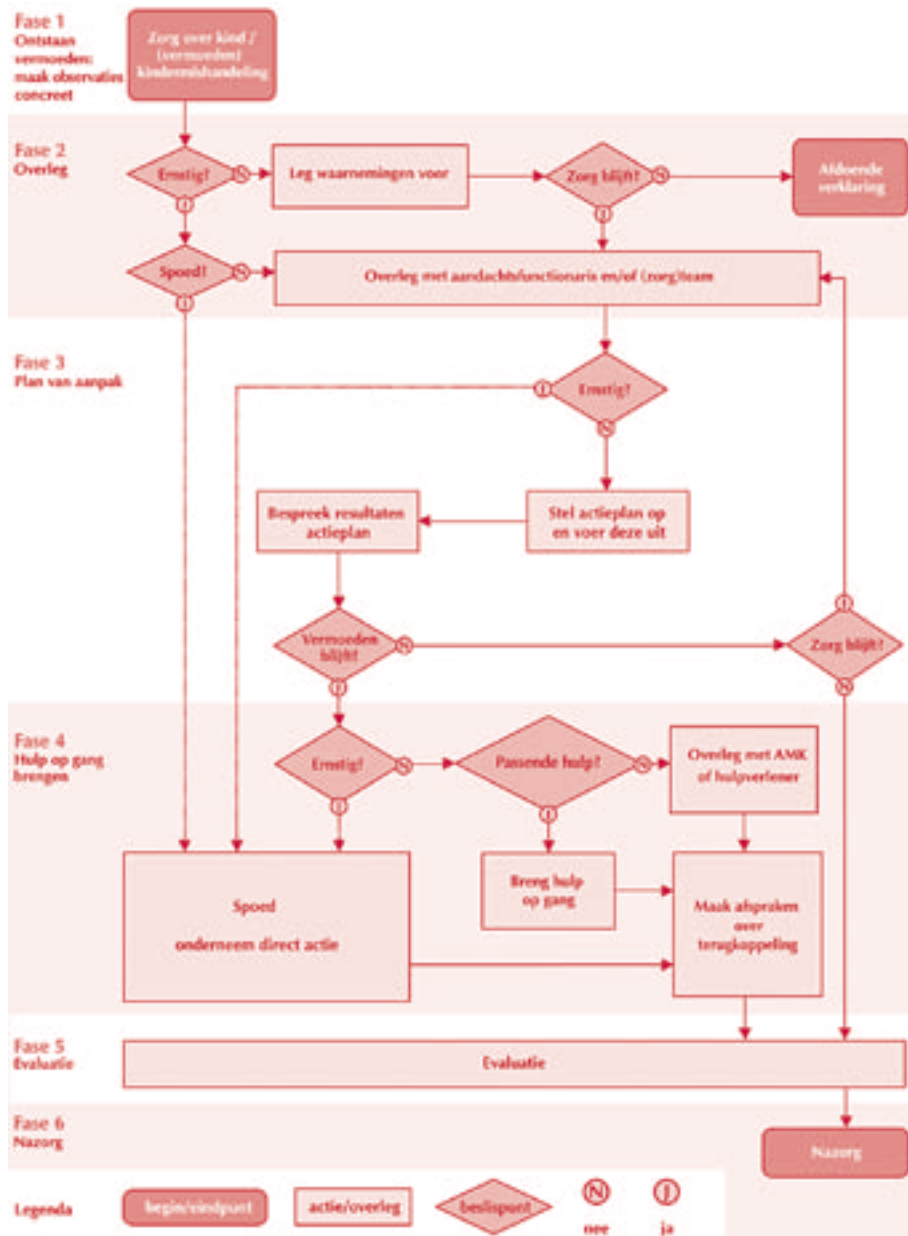 Fase 1
Ontstaan
vermoeden:
maak observaties
concreet
Zorg over kind /
(vermoeden)
kindermishandeling
Fase 2
Overleg
Ernstig?
N
Leg waarnemingen voor
Zorg blijft?
N
Afdoende
verklaring
J
J
Spoed?
N
Overleg met aandachtsfunctionaris en/of (zorg)team
J
Fase 3
Plan van aanpak
J
Ernstig?
N
Bespreek resultaten
actieplan
Stel actieplan op
en voer deze uit
J
Vermoeden
blijft?
N
Zorg blijft?
J
N
Fase 4
Hulp op gang
brengen
Ernstig?
N
Passende hulp?
N
Overleg met AMK
of hulpverlener
J
J
Spoed
onderneem direct actie
Breng hulp
op gang
Maak afspraken
over
terugkoppeling
Fase 5
Evaluatie
Evaluatie
Fase 6
Nazorg
Nazorg
Legenda
begin/eindpunt
actie/overleg
beslispunt
N
nee
J
ja